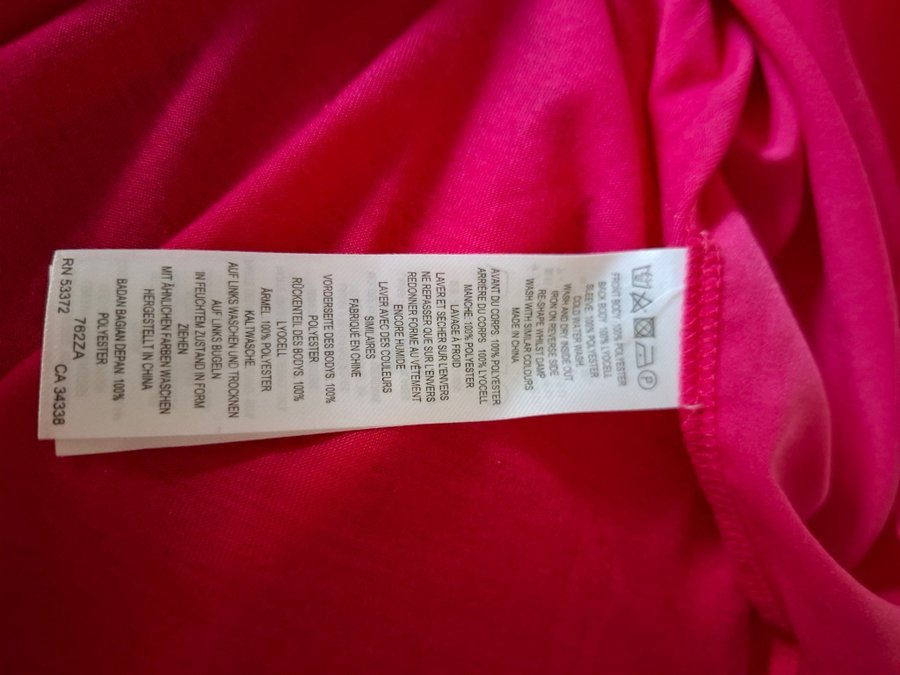 FRONT BODY 100% POLYESTER
BACK BODY: 100% LYOCELL
SLEEVE: 100% POLYESTER
COLD WATER WASH
WASH AND DRY INSIDE OUT
IRON ON REVERSE SIDE
RE-SHAPE WHILST DAMP
WASH WITH SIMILAR COLOURS
MADE IN CHINA
AVANT DU CORPS: 100% POLYESTER
ARRIÈRE DU CORPS: 100% LYOCELL
MANCHE: 100% POLYESTER
LAVAGE À FROID
LAVER ET SÉCHER SUR L'ENVERS
NE REPASSER QUE SUR L'ENVERS
REDONNER FORME AU VÊTEMENT
ENCORE HUMIDE
LAVER AVEC DES COULEURS
SIMILAIRES
FABRIQUÉ EN CHINE
VORDERSEITE DES BODYS: 100%
POLYESTER
RÜCKENTEIL DES BODYS: 100%
LYOCELL
ÄRMEL: 100% POLYESTER
KALTWÄSCHE
AUF LINKS WASCHEN UND TROCKNEN
AUF LINKS BÜGELN
IN FEUCHTEM ZUSTAND IN FORM
ZIEHEN
MIT ÄHNLICHEN FARBEN WASCHEN
HERGESTELLT IN CHINA
BADAN BAGIAN DEPAN: 100%
POLYESTER
762ZA
RN 53372 CA 34338